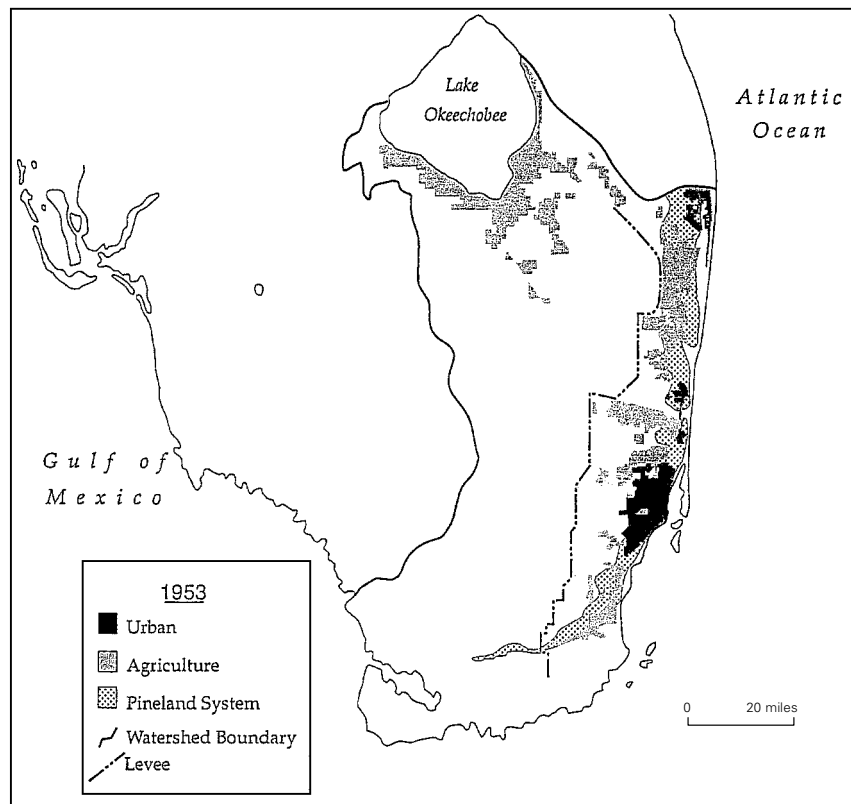 Lake
Okeechobee
Atlantic
Ocean
Gulf of
Mexico
1953
Urban
Agriculture
Pineland System
Watershed Boundary
Levee
0 20 miles